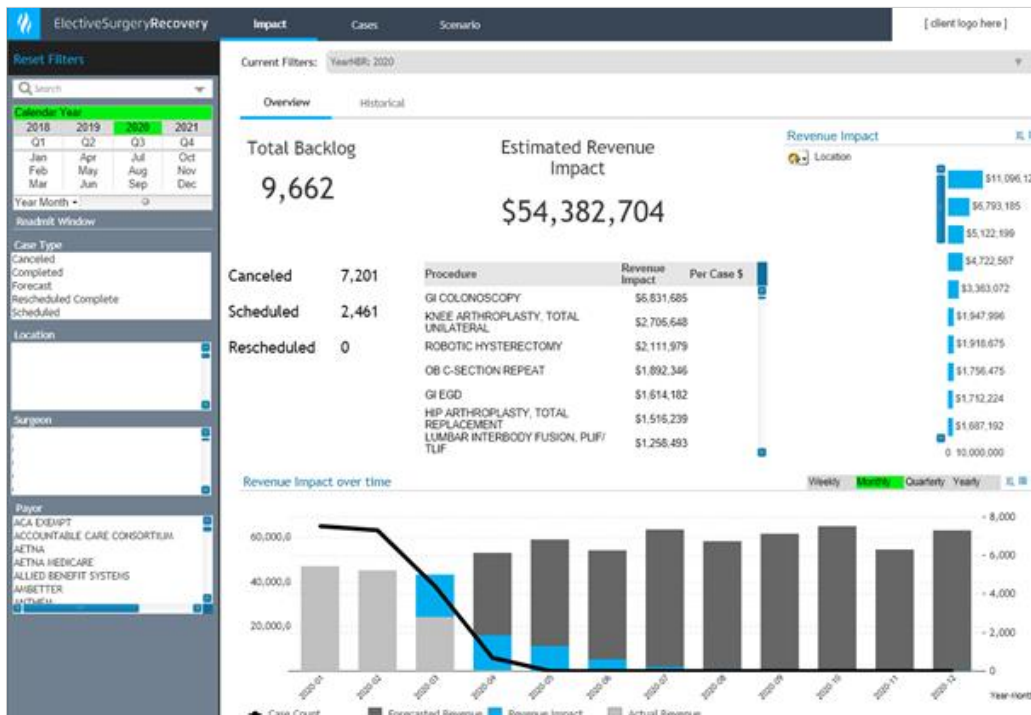 ElectiveSurgeryRecovery
Impact
Cases
Scenario
[ client logo here ]
Reset Filters
Search
Calendar Year
2018 2019 2020 2021
Q1 Q2 Q3 Q4
Jan Apr Jul Oct
Feb May Aug Nov
Mar Jun Sep Dec
Year Month
Readmit Window
Case Type
Canceled
Completed
Forecast
Rescheduled Complete
Scheduled
Location
Surgeon
Payor
ACA EXEMPT
ACCOUNTABLE CARE CONSORTIUM
AETNA
AETNA MEDICARE
ALLIED BENEFIT SYSTEMS
AMBETTER
ANTHEM
Current Filters: YearNBR: 2020
Overview
Historical
Total Backlog
9,662
Estimated Revenue
Impact
$54,382,704
Canceled 7,201
Scheduled 2,461
Rescheduled 0
Procedure Revenue Impact Per Case $
GI COLONOSCOPY $6,831,685
KNEE ARTHROPLASTY, TOTAL
UNILATERAL $2,705,648
ROBOTIC HYSTERECTOMY $2,111,979
OB C-SECTION REPEAT $1,892,346
GI EGD $1,614,182
HIP ARTHROPLASTY, TOTAL
REPLACEMENT $1,516,239
LUMBAR INTERBODY FUSION, PLIF/
TLIF $1,258,493
Revenue Impact
XL
Location
$11,096,12
$6,793,185
$5,122,199
$4,722,567
$3,363,072
$1,947,996
$1,918,675
$1,756,475
$1,712,224
$1,687,192
0 10,000,000
Revenue Impact over time
Weekly Monthly Quarterly Yearly XL
60,000,0
40,000,0
20,000,0
8,000
6,000
4,000
2,000
0
2020-01 2020-02 2020-03 2020-04 2020-05 2020-06 2020-07 2020-08 2020-09 2020-10 2020-11 2020-12
Year-Month
Case Count Forecasted Revenue Revenue Impact Actual Revenue